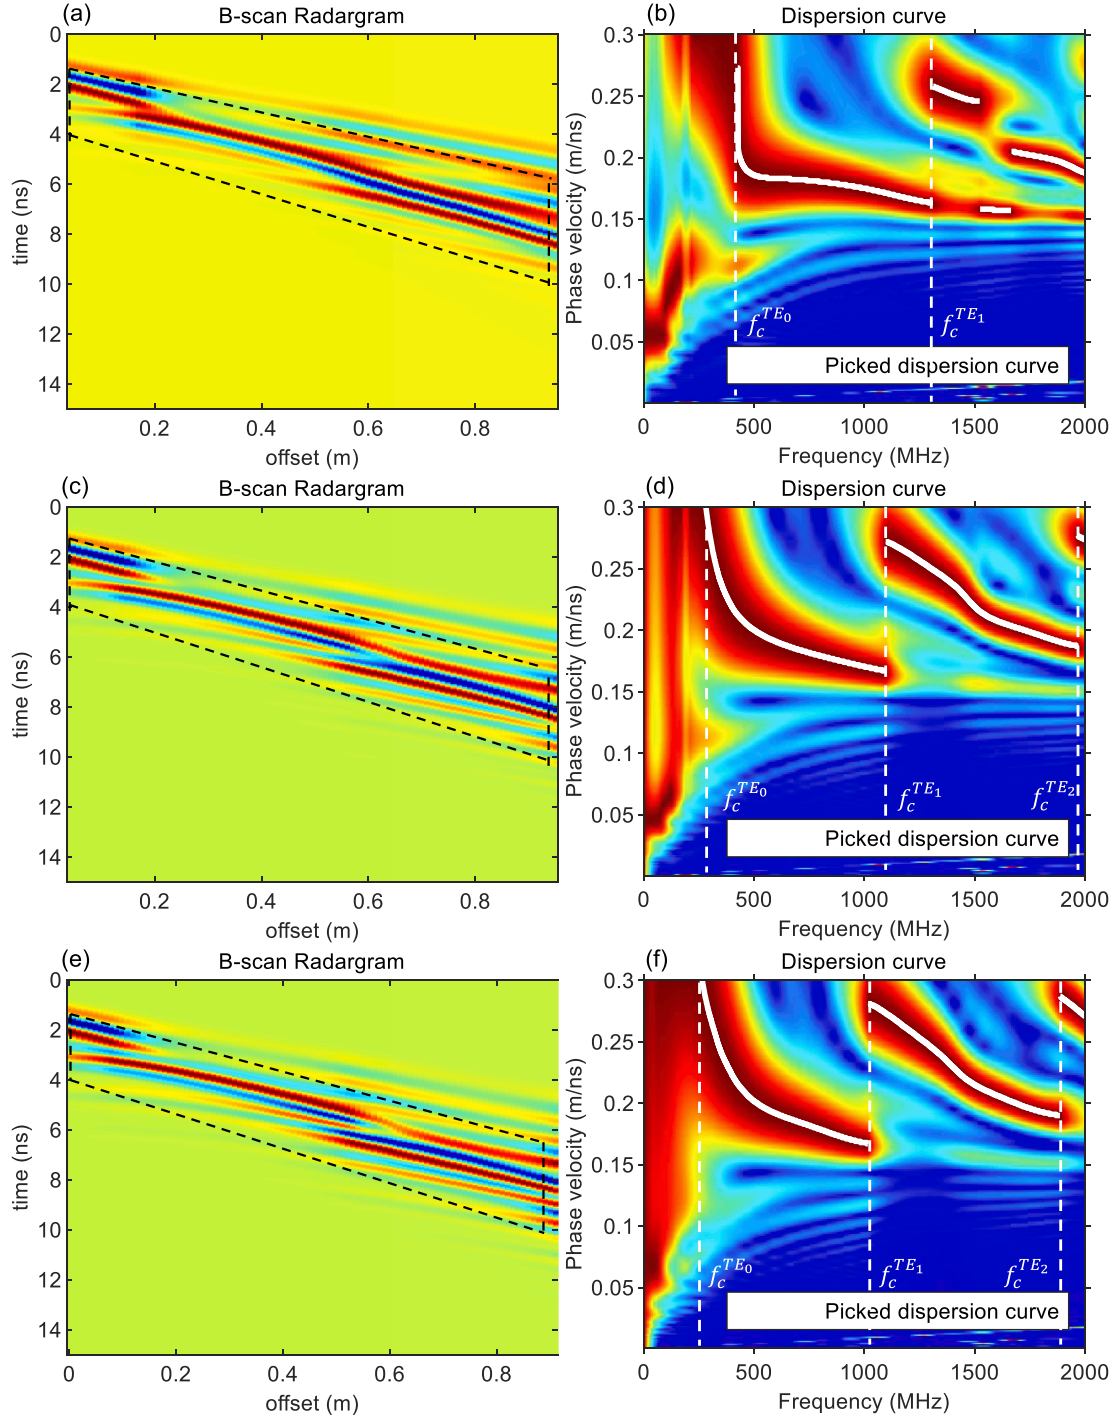 (a) B-scan Radargram
0
2
4
6
8
10
12
14
time (ns)
0.2 0.4 0.6 0.8
offset (m)
(b) Dispersion curve
0.3
0.25
0.2
0.15
0.1
0.05
Phase velocity (m/ns)
f_c^{TE_0} f_c^{TE_1}
Picked dispersion curve
0 500 1000 1500 2000
Frequency (MHz)
(c) B-scan Radargram
0
2
4
6
8
10
12
14
time (ns)
0.2 0.4 0.6 0.8
offset (m)
(d) Dispersion curve
0.3
0.25
0.2
0.15
0.1
0.05
Phase velocity (m/ns)
f_c^{TE_0} f_c^{TE_1} f_c^{TE_2}
Picked dispersion curve
0 500 1000 1500 2000
Frequency (MHz)
(e) B-scan Radargram
0
2
4
6
8
10
12
14
time (ns)
0 0.2 0.4 0.6 0.8
offset (m)
(f) Dispersion curve
0.3
0.25
0.2
0.15
0.1
0.05
Phase velocity (m/ns)
f_c^{TE_0} f_c^{TE_1} f_c^{TE_2}
Picked dispersion curve
0 500 1000 1500 2000
Frequency (MHz)